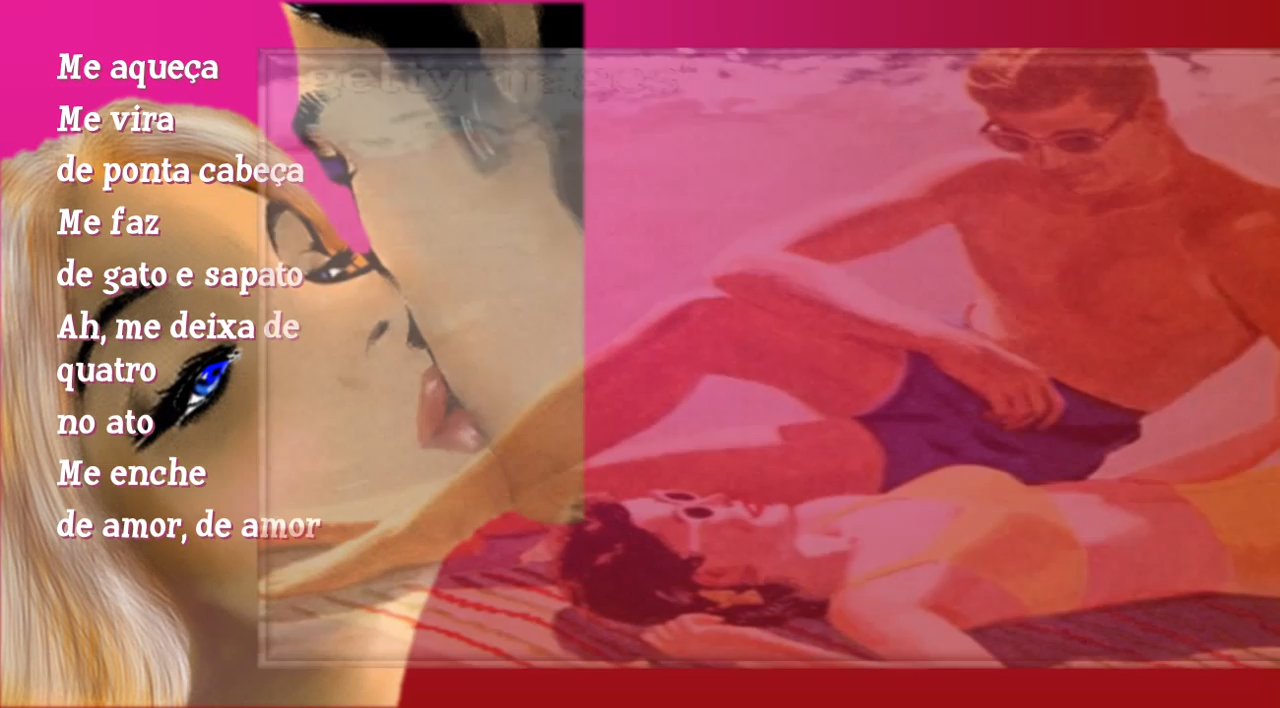 Me aqueça
Me vira
de ponta cabeça
Me faz
de gato e sapato
Ah, me deixa de
quatro
no ato
Me enche
de amor, de amor
gettyimages